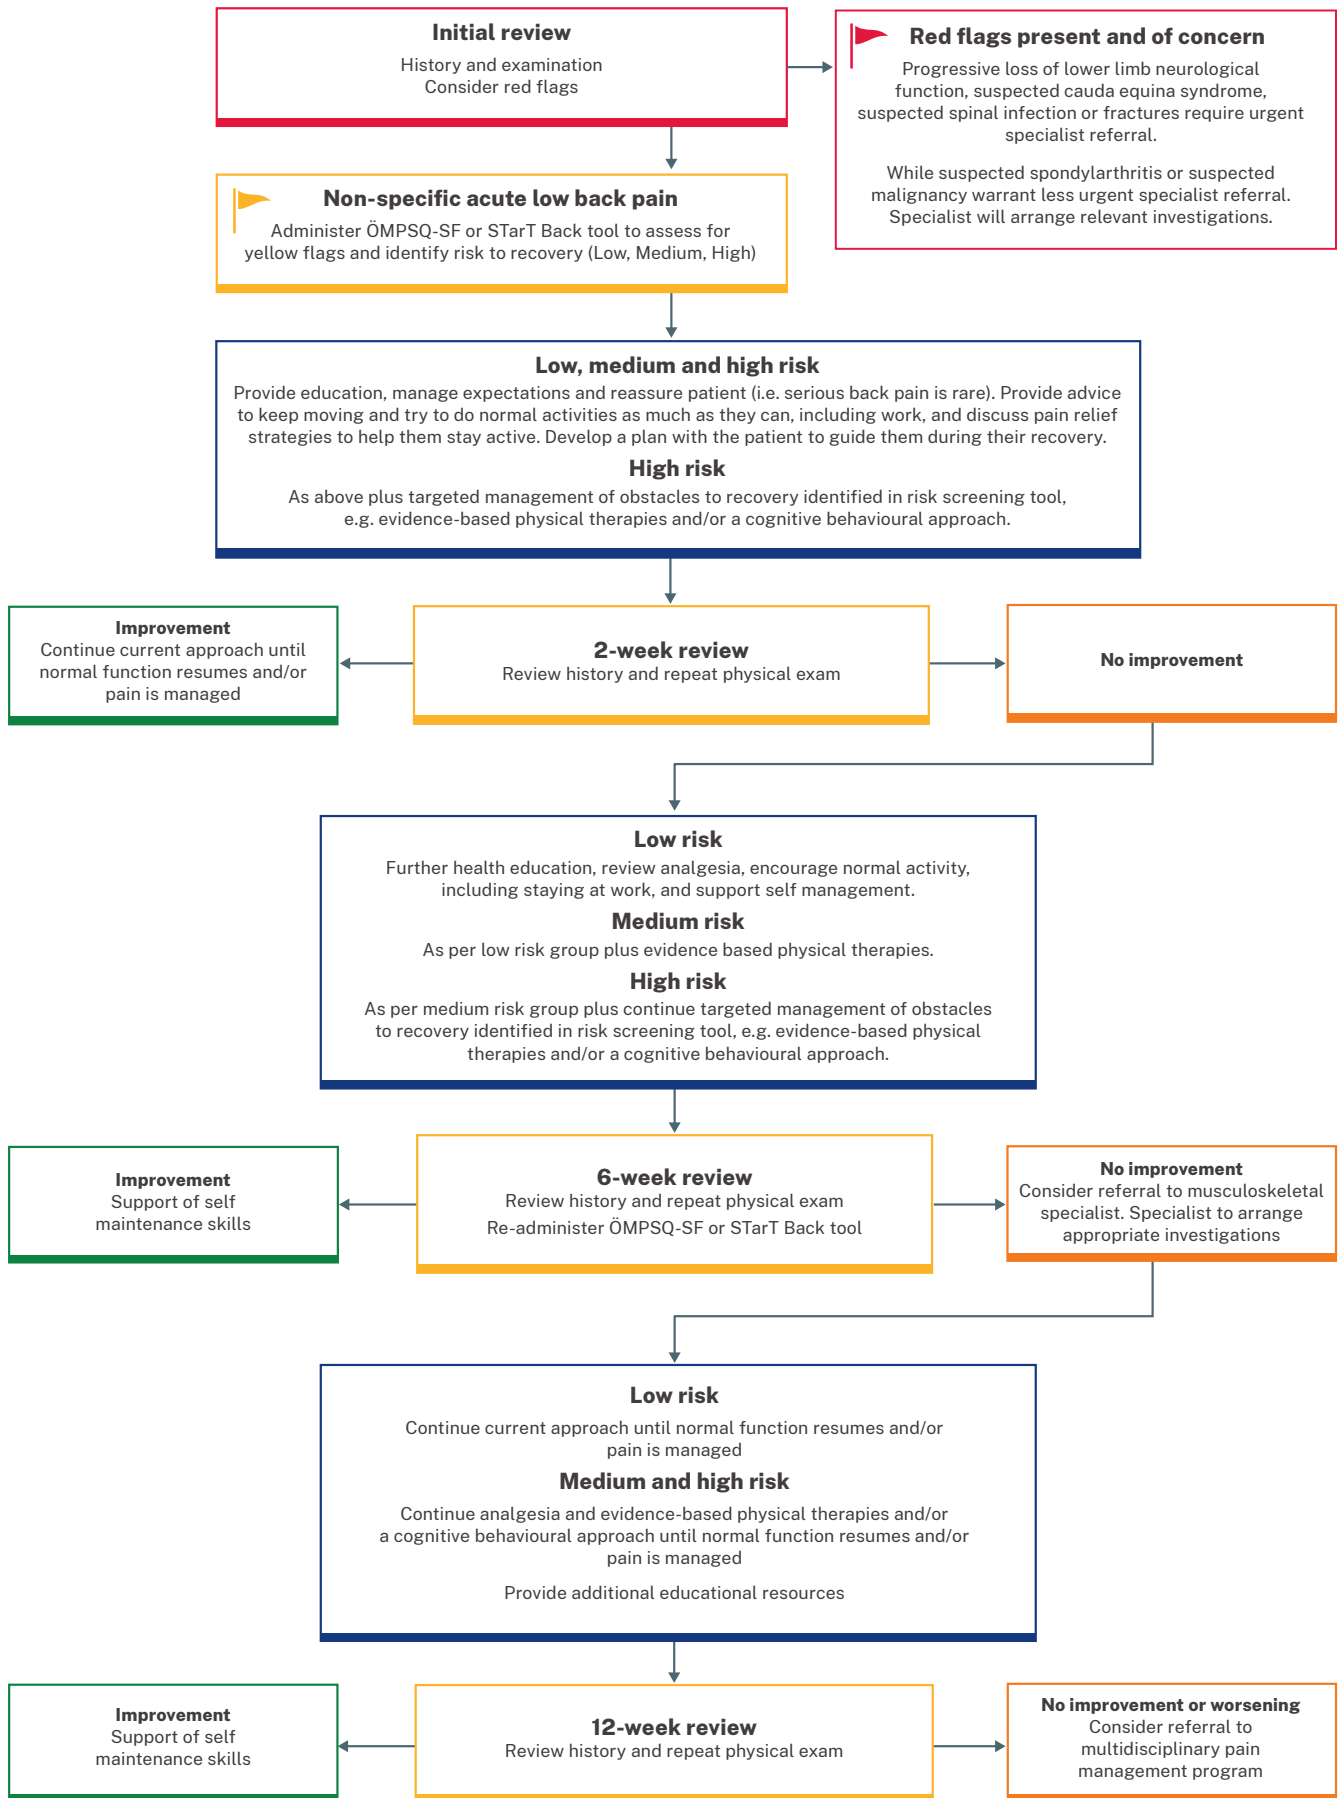 Initial review
History and examination
Consider red flags
Red flags present and of concern
Progressive loss of lower limb neurological
function, suspected cauda equina syndrome,
suspected spinal infection or fractures require urgent
specialist referral.
While suspected spondylarthritis or suspected
malignancy warrant less urgent specialist referral.
Specialist will arrange relevant investigations.
Non-specific acute low back pain
Administer ÖMPSQ-SF or STarT Back tool to assess for
yellow flags and identify risk to recovery (Low, Medium, High)
Low, medium and high risk
Provide education, manage expectations and reassure patient (i.e. serious back pain is rare). Provide advice
to keep moving and try to do normal activities as much as they can, including work, and discuss pain relief
strategies to help them stay active. Develop a plan with the patient to guide them during their recovery.
High risk
As above plus targeted management of obstacles to recovery identified in risk screening tool,
e.g. evidence-based physical therapies and/or a cognitive behavioural approach.
Improvement
Continue current approach until
normal function resumes and/or
pain is managed
2-week review
Review history and repeat physical exam
No improvement
Low risk
Further health education, review analgesia, encourage normal activity,
including staying at work, and support self management.
Medium risk
As per low risk group plus evidence based physical therapies.
High risk
As per medium risk group plus continue targeted management of obstacles
to recovery identified in risk screening tool, e.g. evidence-based physical
therapies and/or a cognitive behavioural approach.
Improvement
Support of self
maintenance skills
6-week review
Review history and repeat physical exam
Re-administer ÖMPSQ-SF or STarT Back tool
No improvement
Consider referral to musculoskeletal
specialist. Specialist to arrange
appropriate investigations
Low risk
Continue current approach until normal function resumes and/or
pain is managed
Medium and high risk
Continue analgesia and evidence-based physical therapies and/or
a cognitive behavioural approach until normal function resumes and/or
pain is managed
Provide additional educational resources
Improvement
Support of self
maintenance skills
12-week review
Review history and repeat physical exam
No improvement or worsening
Consider referral to
multidisciplinary pain
management program